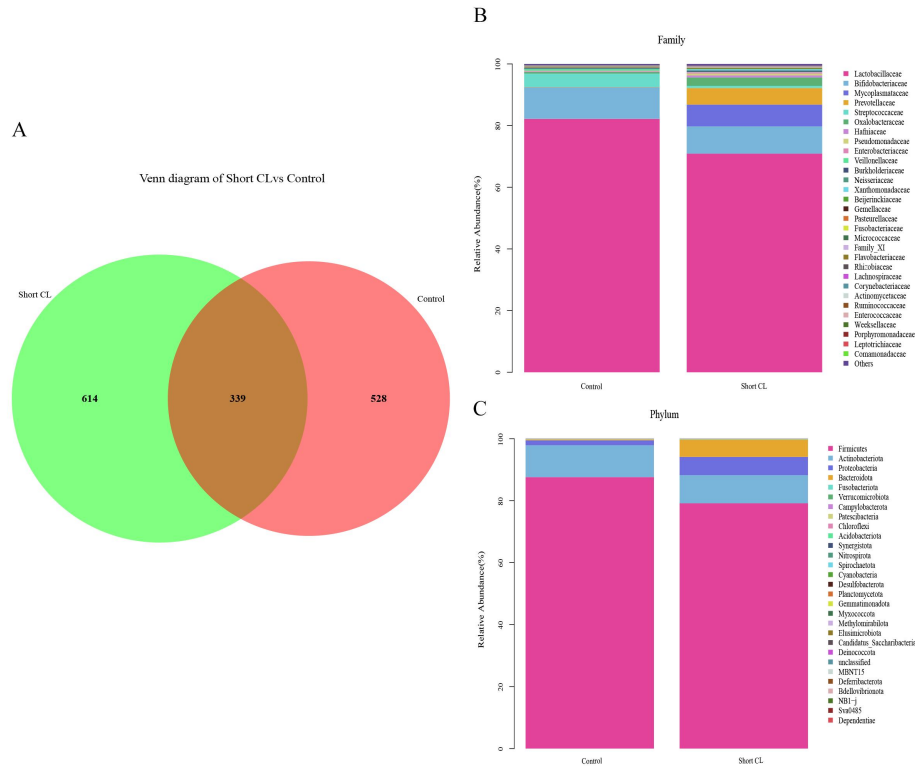 A
Venn diagram of Short CLvs Control
Short CL
Control
614
339
528
B
Family
Relative Abundance(%)
100
80
60
40
20
0
Control
Short CL
Lactobacillaceae
Bifidobacteriaceae
Mycoplasmataceae
Prevotellaceae
Streptococcaceae
Oxalobacteraceae
Hafniaceae
Pseudomonadaceae
Enterobacteriaceae
Veillonellaceae
Burkholderiaceae
Neisseriaceae
Xanthomonadaceae
Beijerinckiaceae
Gemellaceae
Pasteurellaceae
Fusobacteriaceae
Micrococcaceae
Family_XI
Flavobacteriaceae
Rhizobiaceae
Lachnospiraceae
Corynebacteriaceae
Actinomycetaceae
Ruminococcaceae
Enterococcaceae
Weeksellaceae
Porphyromonadaceae
Leptotrichiaceae
Comamonadaceae
Others
C
Phylum
Relative Abundance(%)
100
80
60
40
20
0
Control
Short CL
Firmicutes
Actinobacteriota
Proteobacteria
Bacteroidota
Fusobacteriota
Verrucomicrobiota
Campylobacterota
Patescibacteria
Chloroflexi
Acidobacteriota
Synergistota
Nitrospirota
Spirochaetota
Cyanobacteria
Desulfobacterota
Planctomycetota
Gemmatimonadota
Myxococcota
Methylomirabilota
Elusimicrobiota
Candidatus_Saccharibacteria
Deinococcota
unclassified
MBNT15
Deferribacterota
Bdellovibrionota
NB1-j
Sva0485
Dependentiae